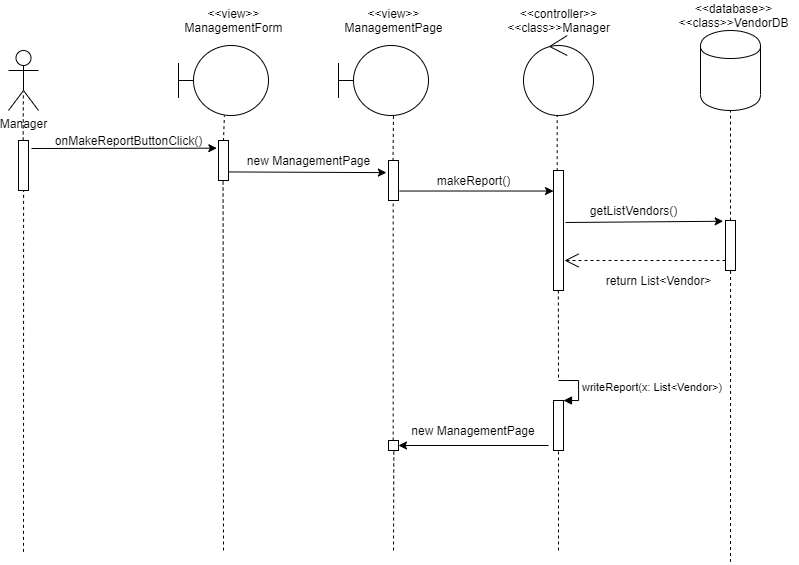 <<view>>
ManagementForm
<<view>>
ManagementPage
<<controller>>
<<class>>Manager
<<database>>
<<class>>VendorDB
Manager
onMakeReportButtonClick()
new ManagementPage
makeReport()
getListVendors()
return List<Vendor>
writeReport(x: List<Vendor>)
new ManagementPage